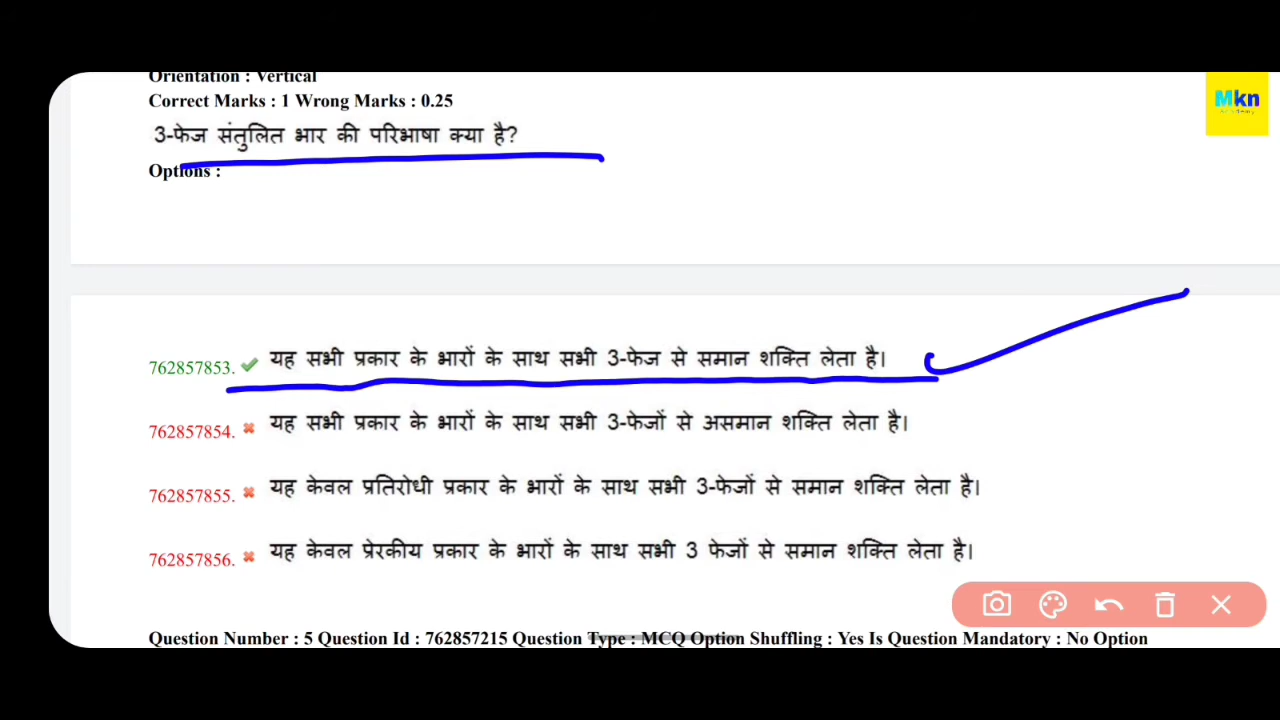 Orientation : Vertical
Correct Marks : 1 Wrong Marks : 0.25
Mkn
3-फेज संतुलित भार की परिभाषा क्या है?
Options :
762857853. यह सभी प्रकार के भारों के साथ सभी 3-फेज से समान शक्ति लेता है।
762857854. यह सभी प्रकार के भारों के साथ सभी 3-फेजों से असमान शक्ति लेता है।
762857855. यह केवल प्रतिरोधी प्रकार के भारों के साथ सभी 3-फेजों से समान शक्ति लेता है।
762857856. यह केवल प्रेरकीय प्रकार के भारों के साथ सभी 3 फेजों से समान शक्ति लेता है।
Question Number : 5 Question Id : 762857215 Question Type : MCQ Option Shuffling : Yes Is Question Mandatory : No Option